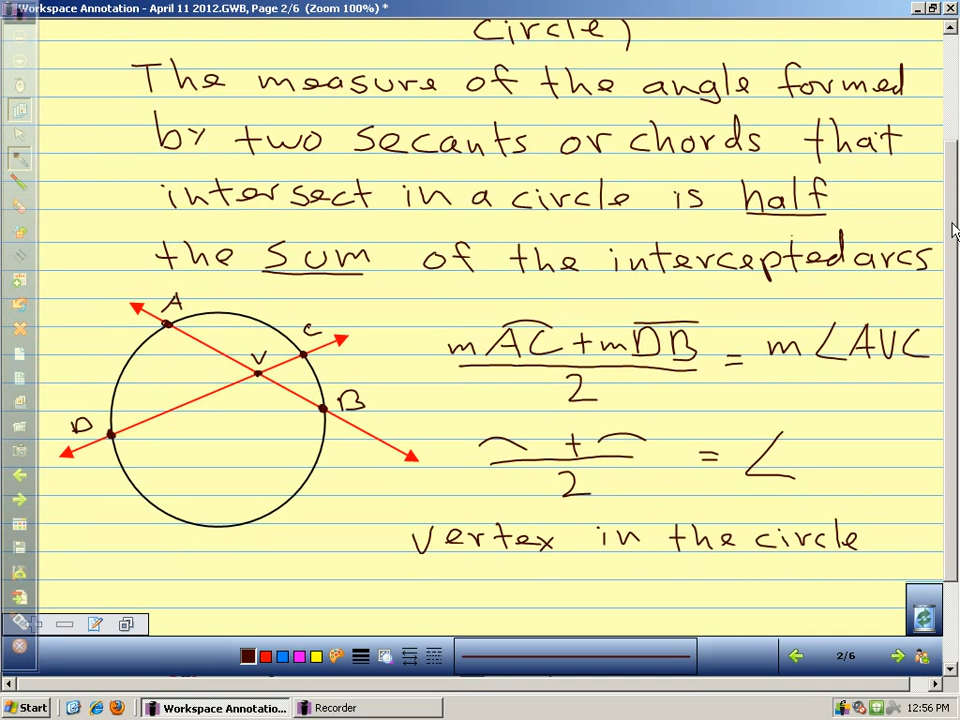 Workspace Annotation - April 11 2012.GWB, Page 2/6 (Zoom 100%) *
Circle)
The measure of the angle formed
by two secants or chords that
intersect in a circle is half
the sum of the intercepted arcs
A
C
V
B
D
mAC + mDB
2
= m∠AVC
⌒ + ⌒
2
= ∠
vertex in the circle
2/6
Start
Workspace Annotatio...
Recorder
12:56 PM